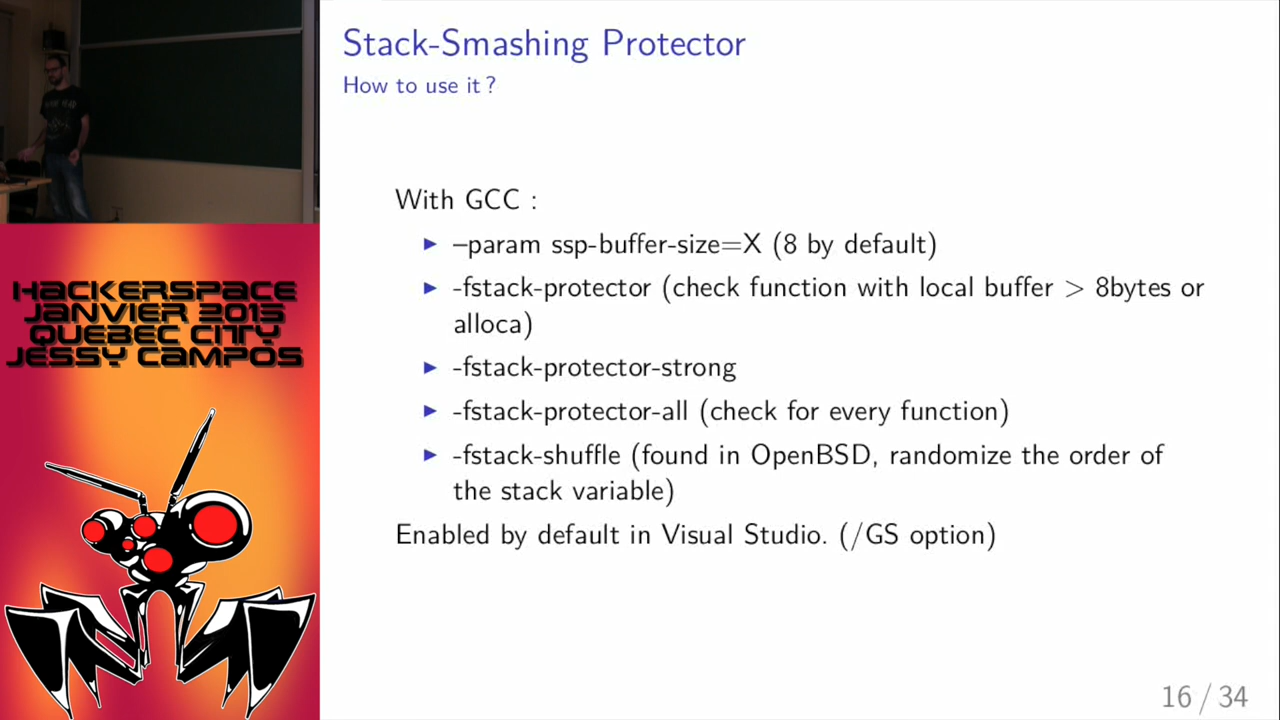 Stack-Smashing Protector
How to use it ?
With GCC :
–param ssp-buffer-size=X (8 by default)
-fstack-protector (check function with local buffer > 8bytes or
alloca)
-fstack-protector-strong
-fstack-protector-all (check for every function)
-fstack-shuffle (found in OpenBSD, randomize the order of
the stack variable)
Enabled by default in Visual Studio. (/GS option)
16 / 34
HACKERSPACE
JANVIER 2015
QUEBEC CITY
JESSY CAMPOS